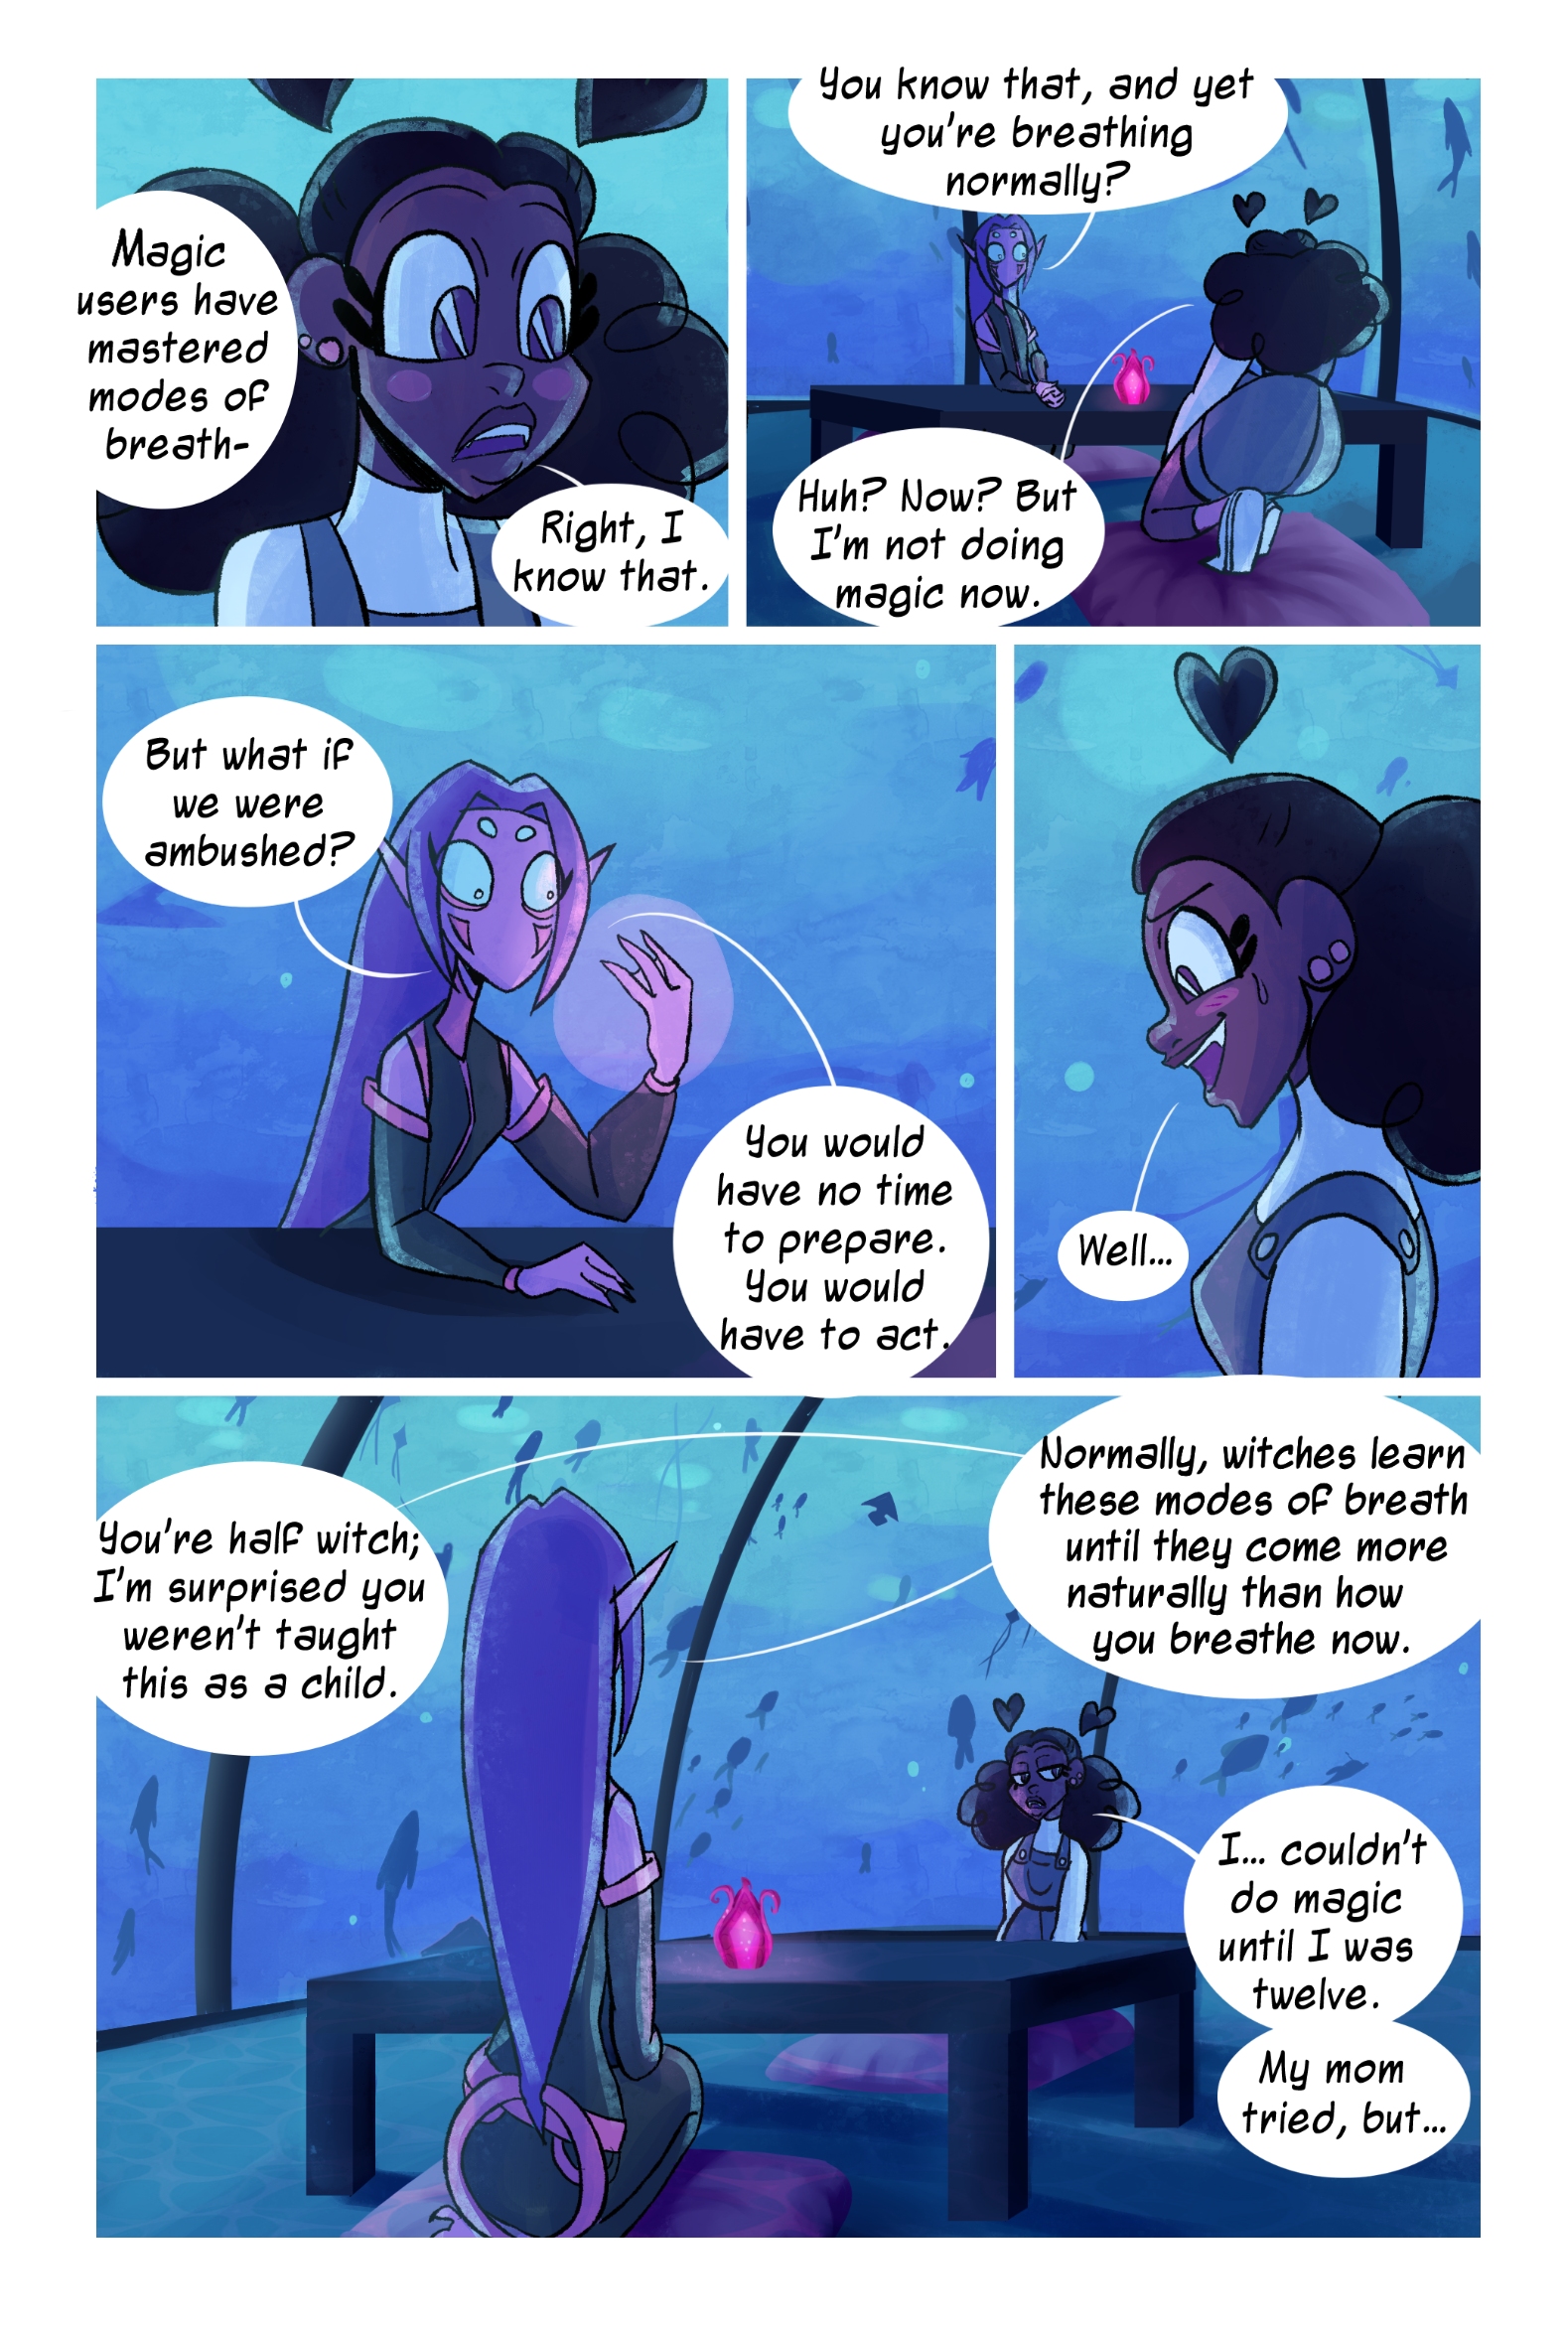 Magic
users have
mastered
modes of
breath-
Right, I
know that.
You know that, and yet
you're breathing
normally?
Huh? Now? But
I'm not doing
magic now.
But what if
we were
ambushed?
You would
have no time
to prepare.
You would
have to act.
Well...
You're half witch;
I'm surprised you
weren't taught
this as a child.
Normally, witches learn
these modes of breath
until they come more
naturally than how
you breathe now.
I... couldn't
do magic
until I was
twelve.
My mom
tried, but...